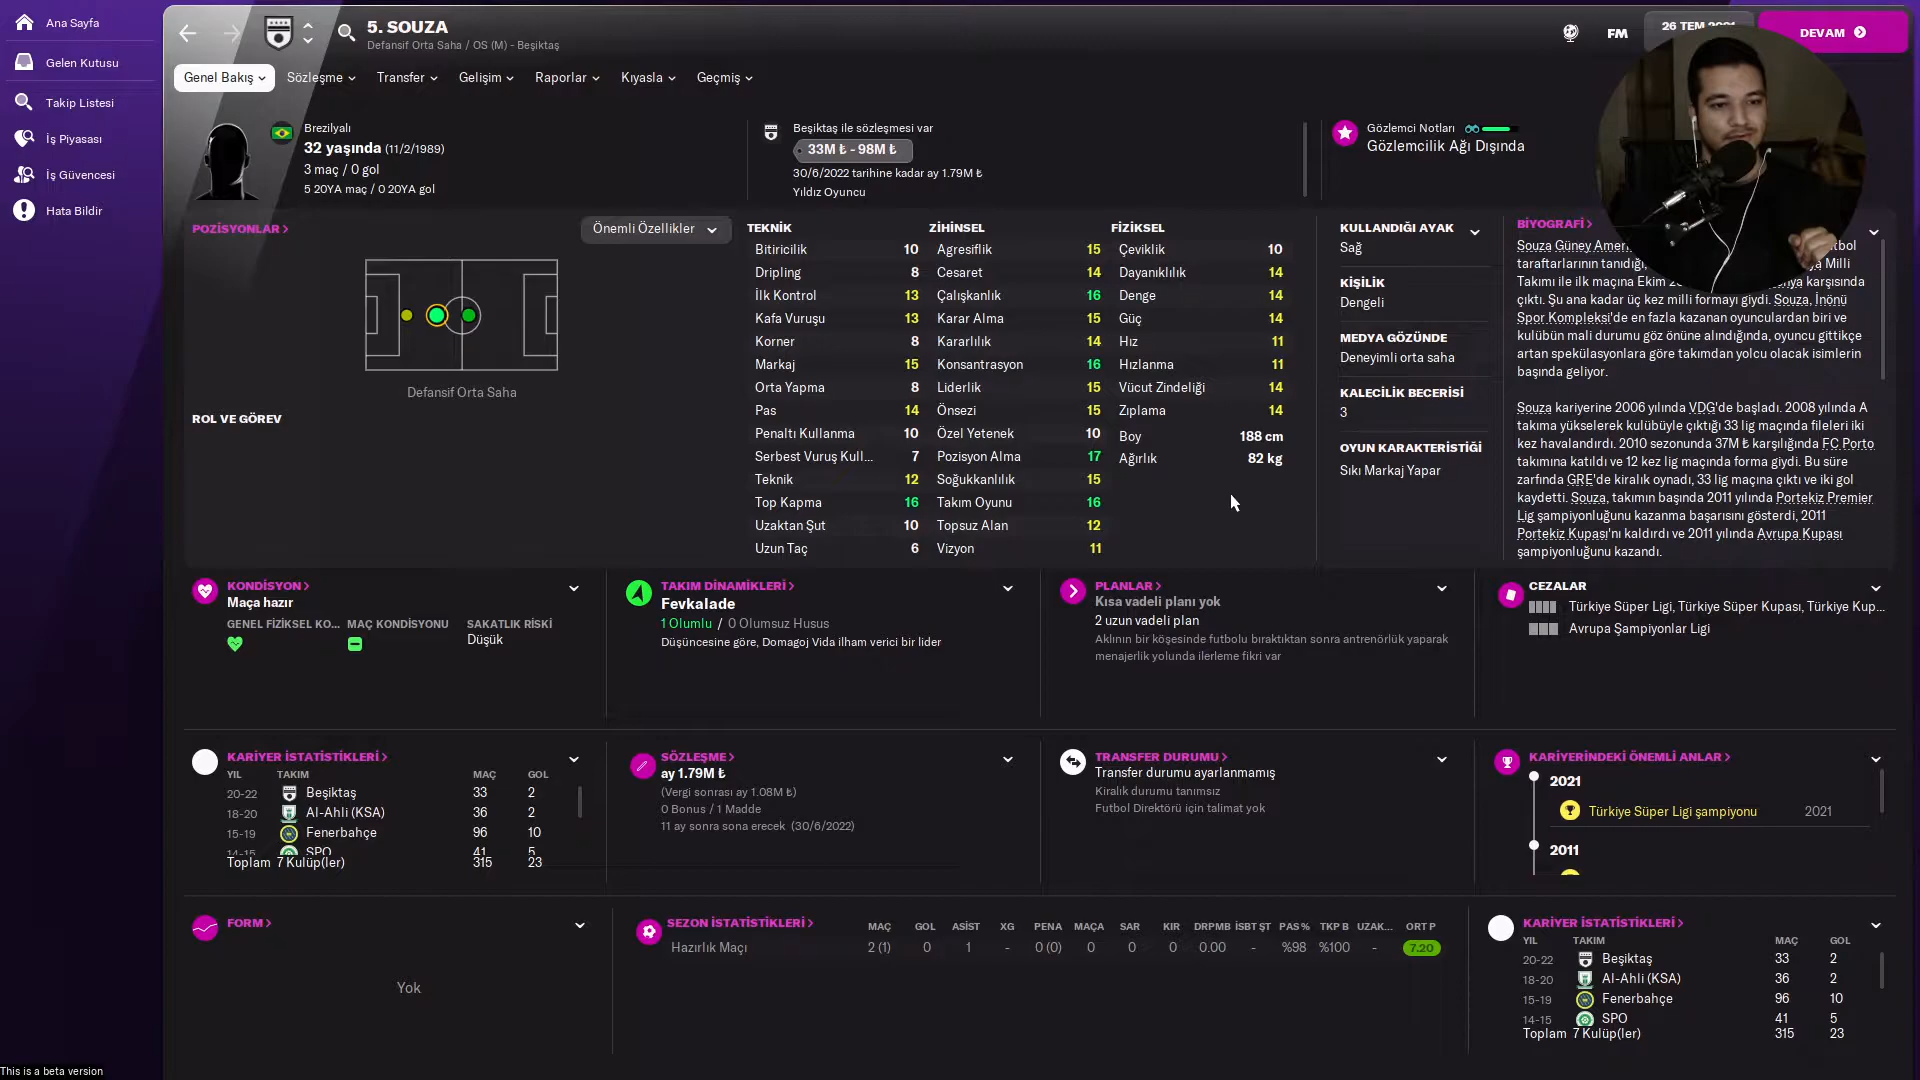 Ana Sayfa
Gelen Kutusu
Takip Listesi
İş Piyasası
İş Güvencesi
Hata Bildir
5. SOUZA
Defansif Orta Saha / OS (M) - Beşiktaş
FM
26 TEM 2021
DEVAM
Genel Bakış
Sözleşme
Transfer
Gelişim
Raporlar
Kıyasla
Geçmiş
Brezilyalı
32 yaşında (11/2/1989)
3 maç / 0 gol
5 20YA maç / 0 20YA gol
Beşiktaş ile sözleşmesi var
33M ₺ - 98M ₺
30/6/2022 tarihine kadar ay 1.79M ₺
Yıldız Oyuncu
Gözlemci Notları
Gözlemcilik Ağı Dışında
POZİSYONLAR
Önemli Özellikler
Defansif Orta Saha
ROL VE GÖREV
TEKNİK
Bitiricilik 10
Dripling 8
İlk Kontrol 13
Kafa Vuruşu 13
Korner 8
Markaj 15
Orta Yapma 8
Pas 14
Penaltı Kullanma 10
Serbest Vuruş Kull... 7
Teknik 12
Top Kapma 16
Uzaktan Şut 10
Uzun Taç 6
ZİHİNSEL
Agresiflik 15
Cesaret 14
Çalışkanlık 16
Karar Alma 15
Kararlılık 14
Konsantrasyon 16
Liderlik 15
Önsezi 15
Özel Yetenek 10
Pozisyon Alma 17
Soğukkanlılık 15
Takım Oyunu 16
Topsuz Alan 12
Vizyon 11
FİZİKSEL
Çeviklik 10
Dayanıklılık 14
Denge 14
Güç 14
Hız 11
Hızlanma 11
Vücut Zindeliği 14
Zıplama 14
Boy 188 cm
Ağırlık 82 kg
KULLANDIĞI AYAK
Sağ
KİŞİLİK
Dengeli
MEDYA GÖZÜNDE
Deneyimli orta saha
KALECİLİK BECERİSİ
3
OYUN KARAKTERİSTİĞİ
Sıkı Markaj Yapar
BİYOGRAFİ
Souza Güney
taraftarlarının tanıdığı, Milli
Takımı ile ilk maçına Ekim karşısında
çıktı. Şu ana kadar üç kez milli formayı giydi. Souza, İnönü
Spor Kompleksi'de en fazla kazanan oyunculardan biri ve
kulübün mali durumu göz önüne alındığında, oyuncu gittikçe
artan spekülasyonlara göre takımdan yolcu olacak isimlerin
başında geliyor.
Souza kariyerine 2006 yılında VDG'de başladı. 2008 yılında A
takıma yükselerek kulübüyle çıktığı 33 lig maçında fileleri iki
kez havalandırdı. 2010 sezonunda 37M ₺ karşılığında FC Porto
takımına katıldı ve 12 kez lig maçında forma giydi. Bu süre
zarfında GRE'de kiralık oynadı, 33 lig maçına çıktı ve iki gol
kaydetti. Souza, takımın başında 2011 yılında Portekiz Premier
Lig şampiyonluğunu kazanma başarısını gösterdi, 2011
Portekiz Kupası'nı kaldırdı ve 2011 yılında Avrupa Kupası
şampiyonluğunu kazandı.
KONDİSYON
Maça hazır
GENEL FİZİKSEL KO... MAÇ KONDİSYONU SAKATLIK RİSKİ
Düşük
TAKIM DİNAMİKLERİ
Fevkalade
1 Olumlu / 0 Olumsuz Husus
Düşüncesine göre, Domagoj Vida ilham verici bir lider
PLANLAR
Kısa vadeli planı yok
2 uzun vadeli plan
Aklının bir köşesinde futbolu bıraktıktan sonra antrenörlük yaparak
menajerlik yolunda ilerleme fikri var
CEZALAR
Türkiye Süper Ligi, Türkiye Süper Kupası, Türkiye Kup...
Avrupa Şampiyonlar Ligi
KARİYER İSTATİSTİKLERİ
YIL TAKIM MAÇ GOL
20-22 Beşiktaş 33 2
18-20 Al-Ahli (KSA) 36 2
15-19 Fenerbahçe 96 10
14-15 SPO 41 5
Toplam 7 Kulüp(ler) 315 23
SÖZLEŞME
ay 1.79M ₺
(Vergi sonrası ay 1.08M ₺)
0 Bonus / 1 Madde
11 ay sonra sona erecek (30/6/2022)
TRANSFER DURUMU
Transfer durumu ayarlanmamış
Kiralık durumu tanımsız
Futbol Direktörü için talimat yok
KARİYERİNDEKİ ÖNEMLİ ANLAR
2021
Türkiye Süper Ligi şampiyonu 2021
2011
FORM
Yok
SEZON İSTATİSTİKLERİ MAÇ GOL ASİST XG PENA MAÇA SAR KIR DRPMB İSBT ŞT PAS % TKP B UZAK... ORT P
Hazırlık Maçı 2 (1) 0 1 - 0 (0) 0 0 0 0.00 - %98 %100 - 7.20
KARİYER İSTATİSTİKLERİ
YIL TAKIM MAÇ GOL
20-22 Beşiktaş 33 2
18-20 Al-Ahli (KSA) 36 2
15-19 Fenerbahçe 96 10
14-15 SPO 41 5
Toplam 7 Kulüp(ler) 315 23
This is a beta version